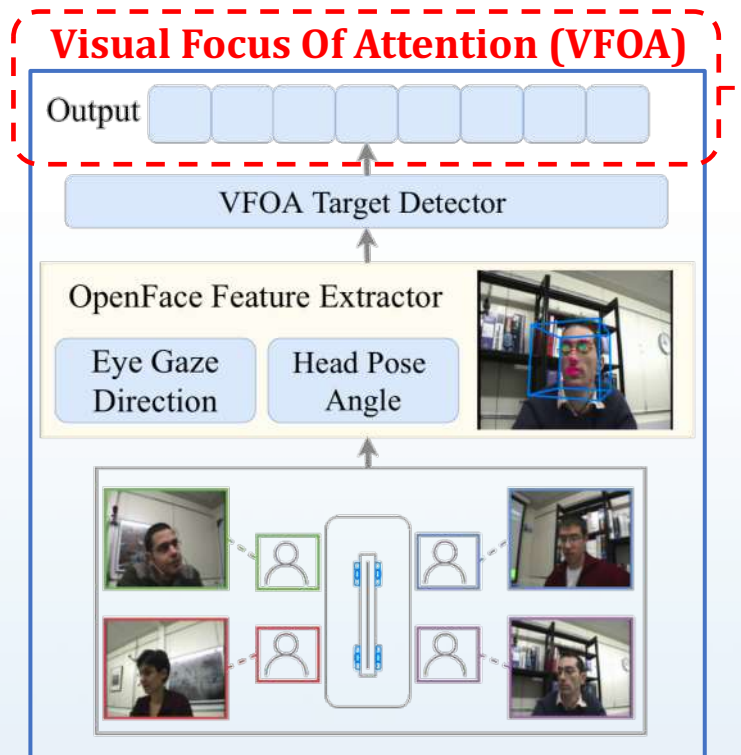 Visual Focus Of Attention (VFOA)
Output
VFOA Target Detector
OpenFace Feature Extractor
Eye Gaze
Direction
Head Pose
Angle